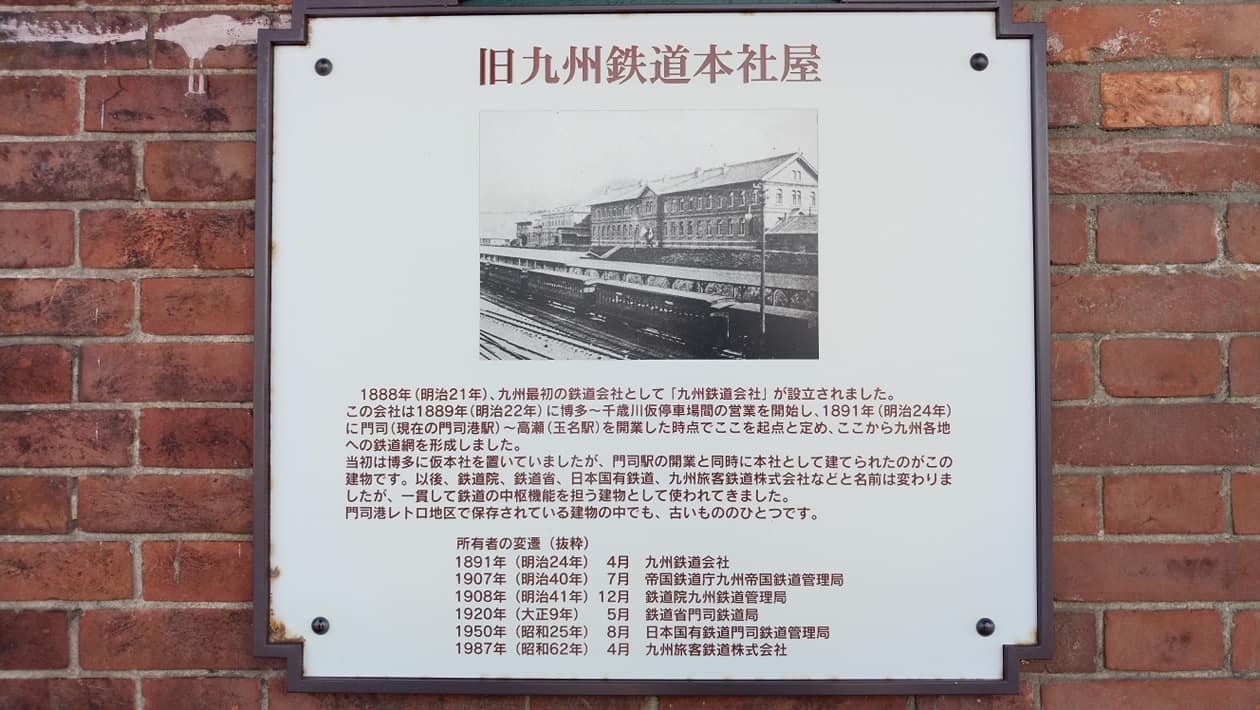 旧九州鉄道本社屋
1888年(明治21年)、九州最初の鉄道会社として「九州鉄道会社」が設立されました。
この会社は1889年(明治22年)に博多～千歳川仮停車場間の営業を開始し、1891年(明治24年)
に門司(現在の門司港駅)～高瀬(玉名駅)を開業した時点でここを起点と定め、ここから九州各地
への鉄道網を形成しました。
当初は博多に仮本社を置いていましたが、門司駅の開業と同時に本社として建てられたのがこの
建物です。以後、鉄道院、鉄道省、日本国有鉄道、九州旅客鉄道株式会社などと名前は変わりま
したが、一貫して鉄道の中枢機能を担う建物として使われてきました。
門司港レトロ地区で保存されている建物の中でも、古いもののひとつです。
所有者の変遷(抜粋)
1891年(明治24年) 4月 九州鉄道会社
1907年(明治40年) 7月 帝国鉄道庁九州帝国鉄道管理局
1908年(明治41年) 12月 鉄道院九州鉄道管理局
1920年(大正9年) 5月 鉄道省門司鉄道局
1950年(昭和25年) 8月 日本国有鉄道門司鉄道管理局
1987年(昭和62年) 4月 九州旅客鉄道株式会社